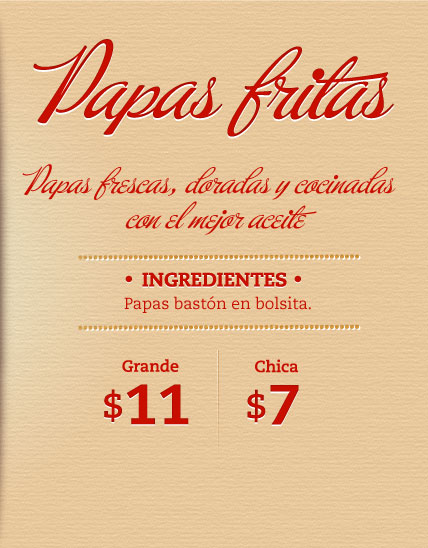 Papas fritas
Papas frescas, doradas y cocinadas
con el mejor aceite
• INGREDIENTES •
Papas bastón en bolsita.
Grande
$11
Chica
$7